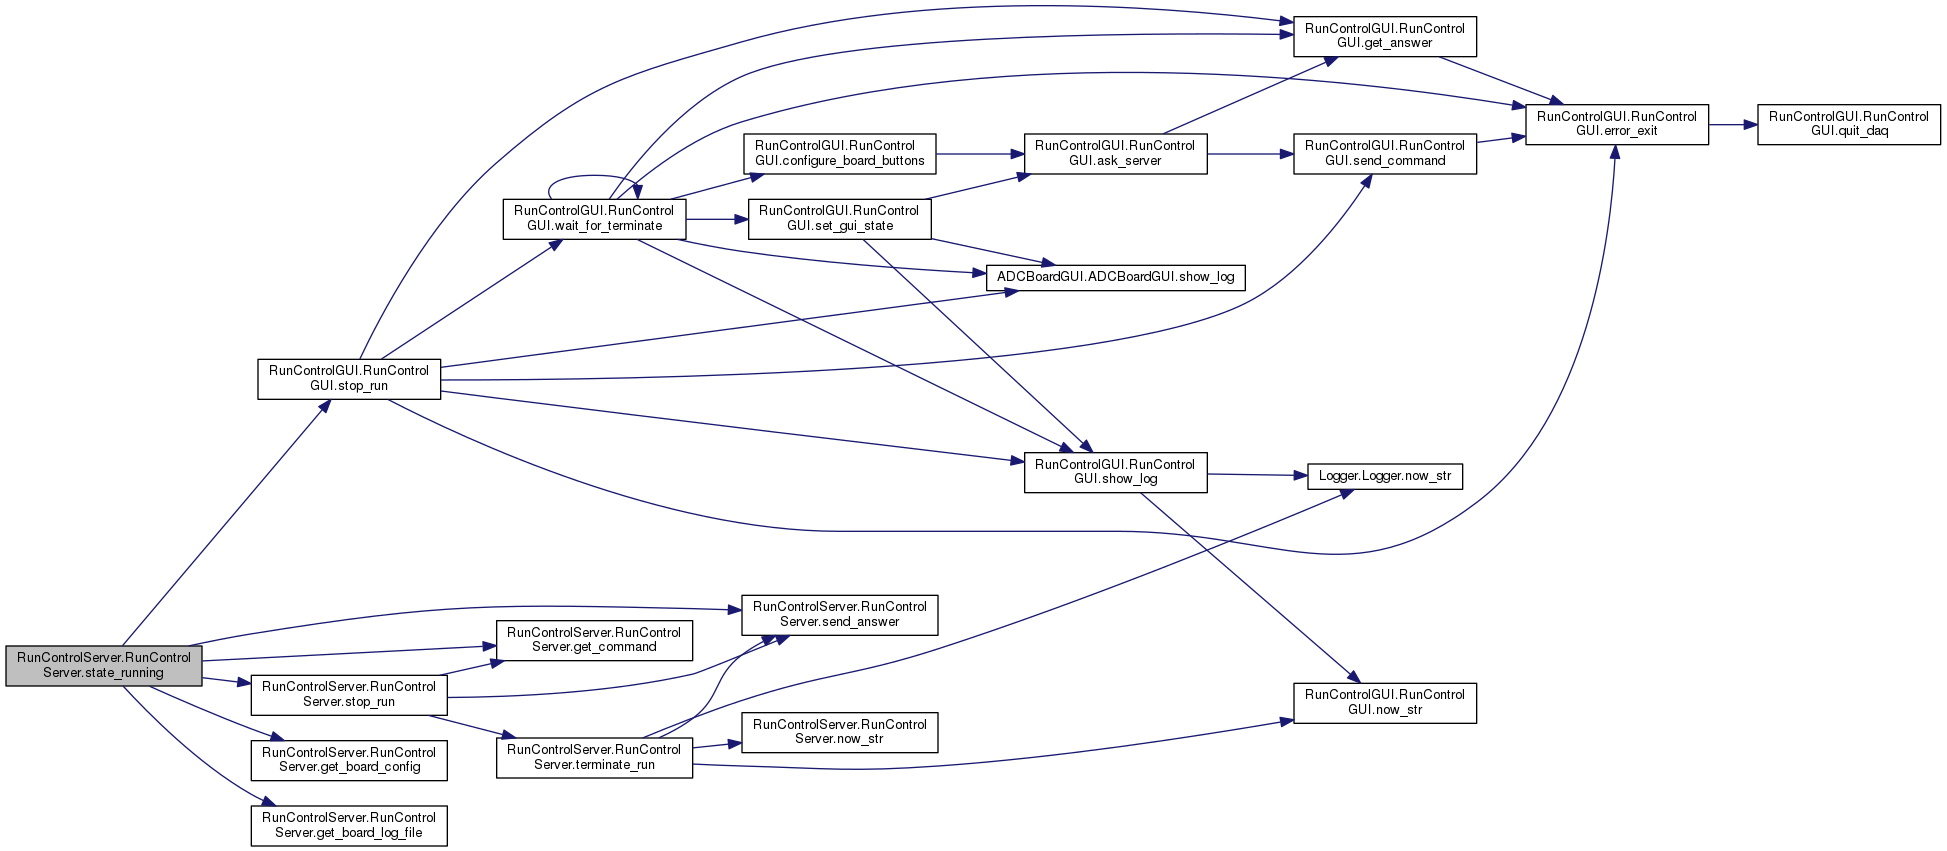 RunControlGUI.RunControl
GUI.get_answer
RunControlGUI.RunControl
GUI.error_exit
RunControlGUI.RunControl
GUI.quit_daq
RunControlGUI.RunControl
GUI.configure_board_buttons
RunControlGUI.RunControl
GUI.ask_server
RunControlGUI.RunControl
GUI.send_command
RunControlGUI.RunControl
GUI.wait_for_terminate
RunControlGUI.RunControl
GUI.set_gui_state
ADCBoardGUI.ADCBoardGUI.show_log
RunControlGUI.RunControl
GUI.stop_run
RunControlGUI.RunControl
GUI.show_log
Logger.Logger.now_str
RunControlServer.RunControl
Server.send_answer
RunControlServer.RunControl
Server.get_command
RunControlServer.RunControl
Server.state_running
RunControlServer.RunControl
Server.stop_run
RunControlGUI.RunControl
GUI.now_str
RunControlServer.RunControl
Server.now_str
RunControlServer.RunControl
Server.terminate_run
RunControlServer.RunControl
Server.get_board_config
RunControlServer.RunControl
Server.get_board_log_file